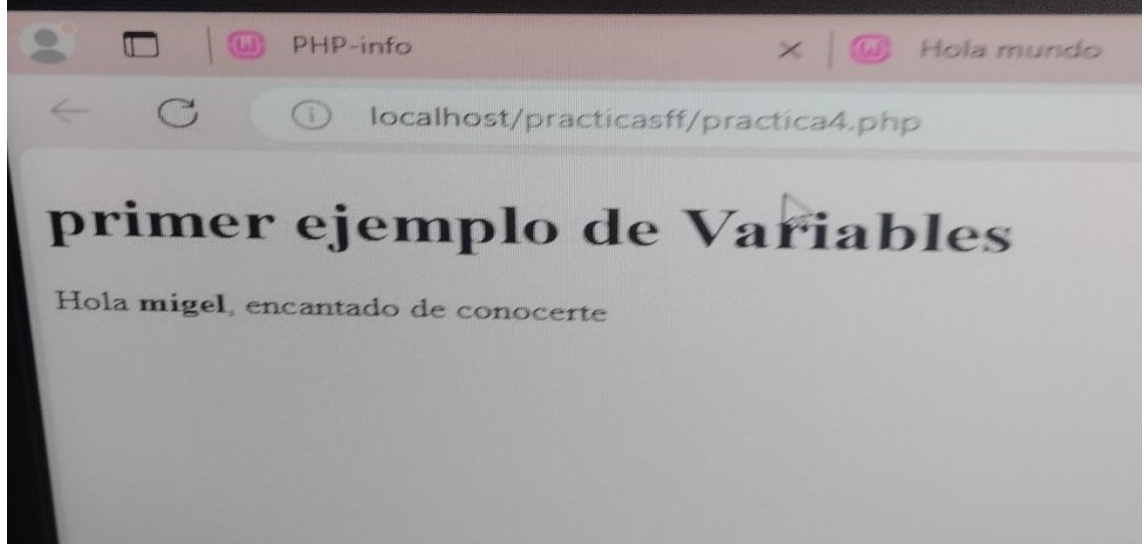 PHP-info
Hola mundo
localhost/practicasff/practica4.php
primer ejemplo de Variables
Hola migel, encantado de conocerte